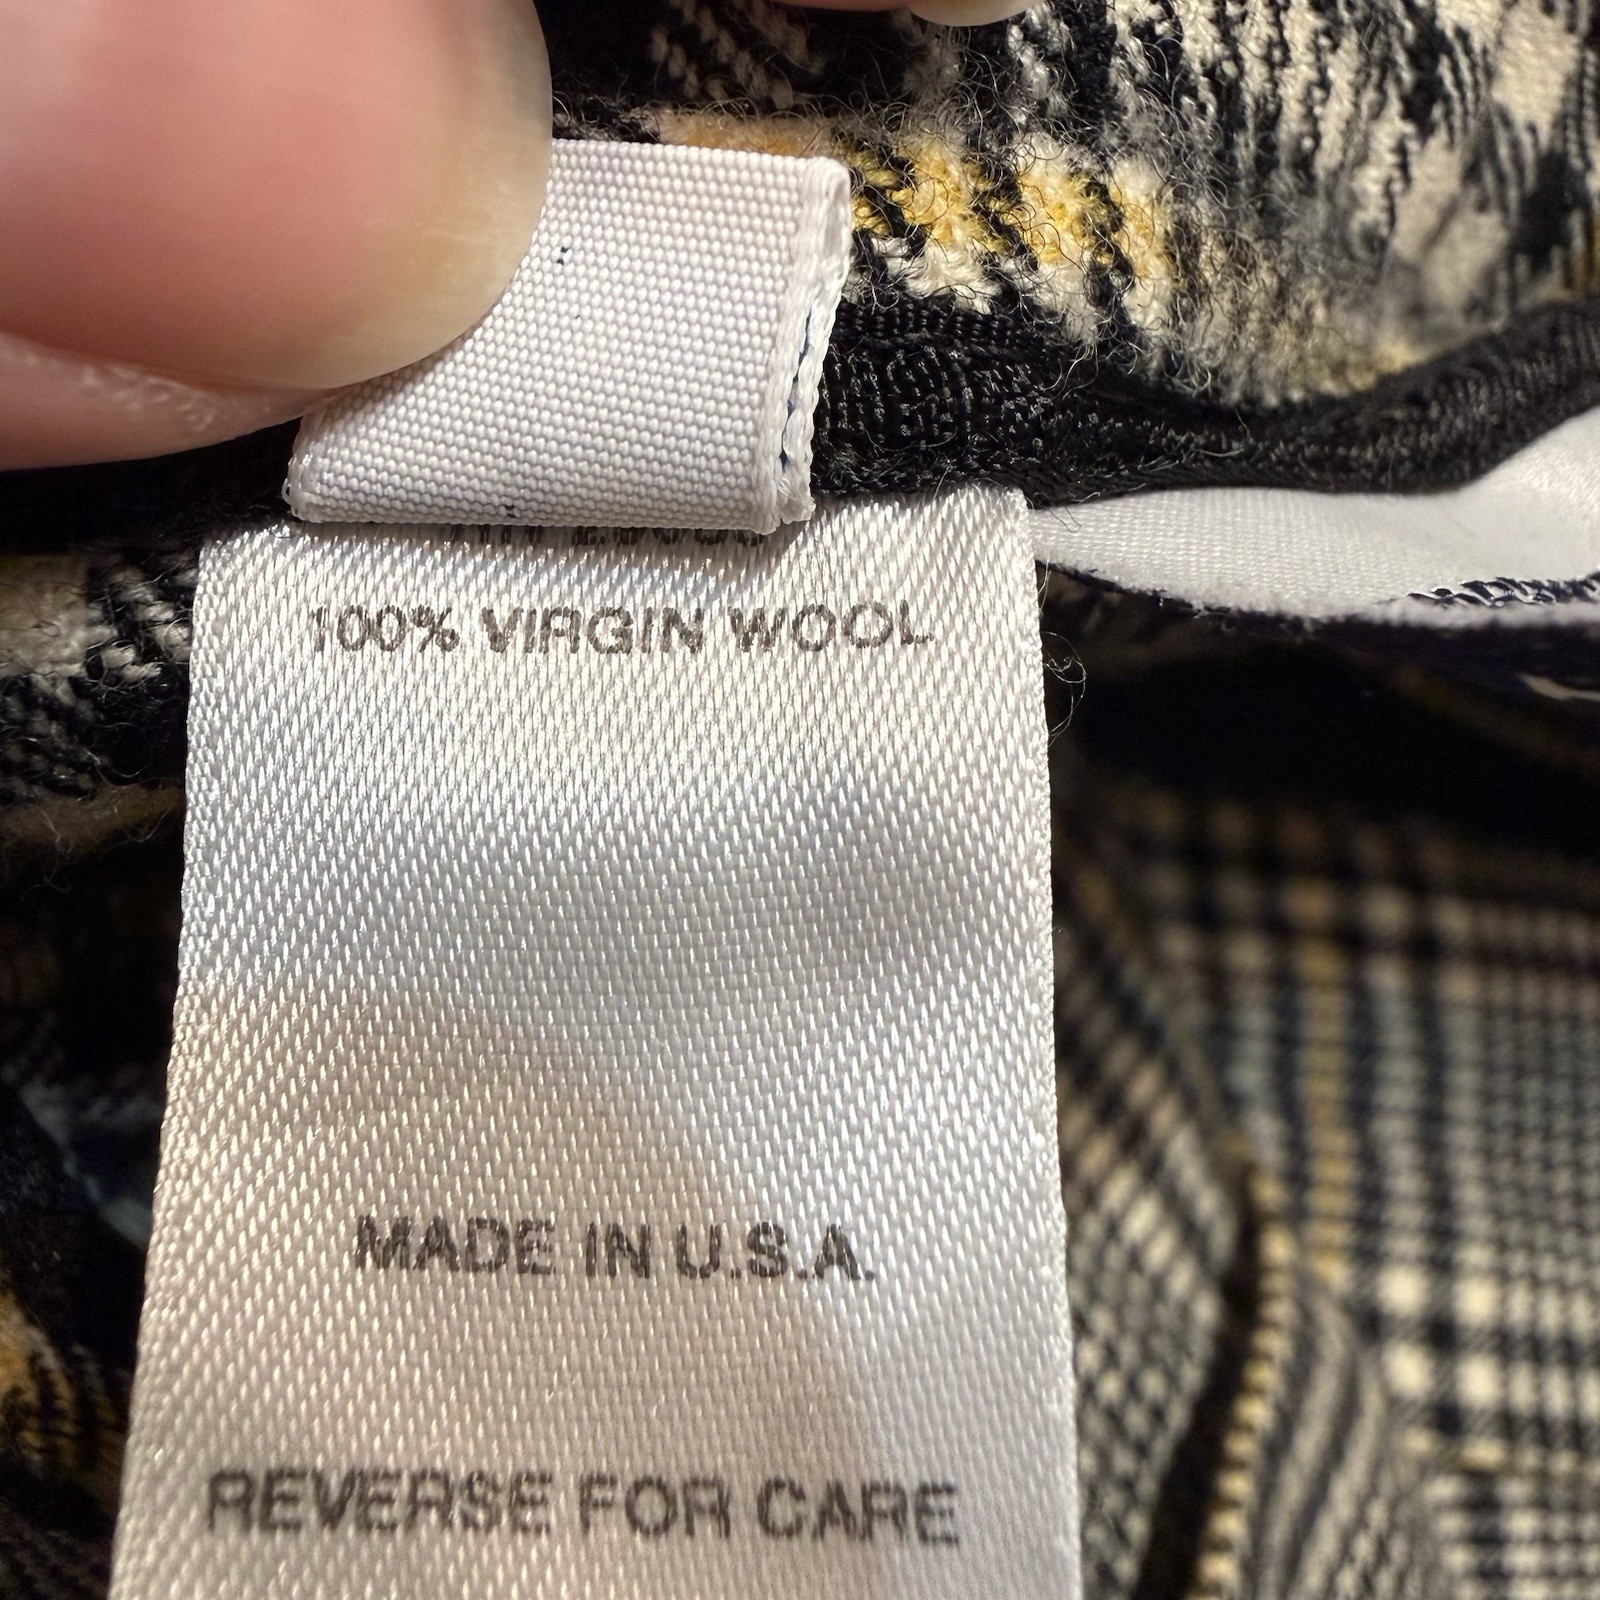 100% VIRGIN WOOL
MADE IN U.S.A.
REVERSE FOR CARE